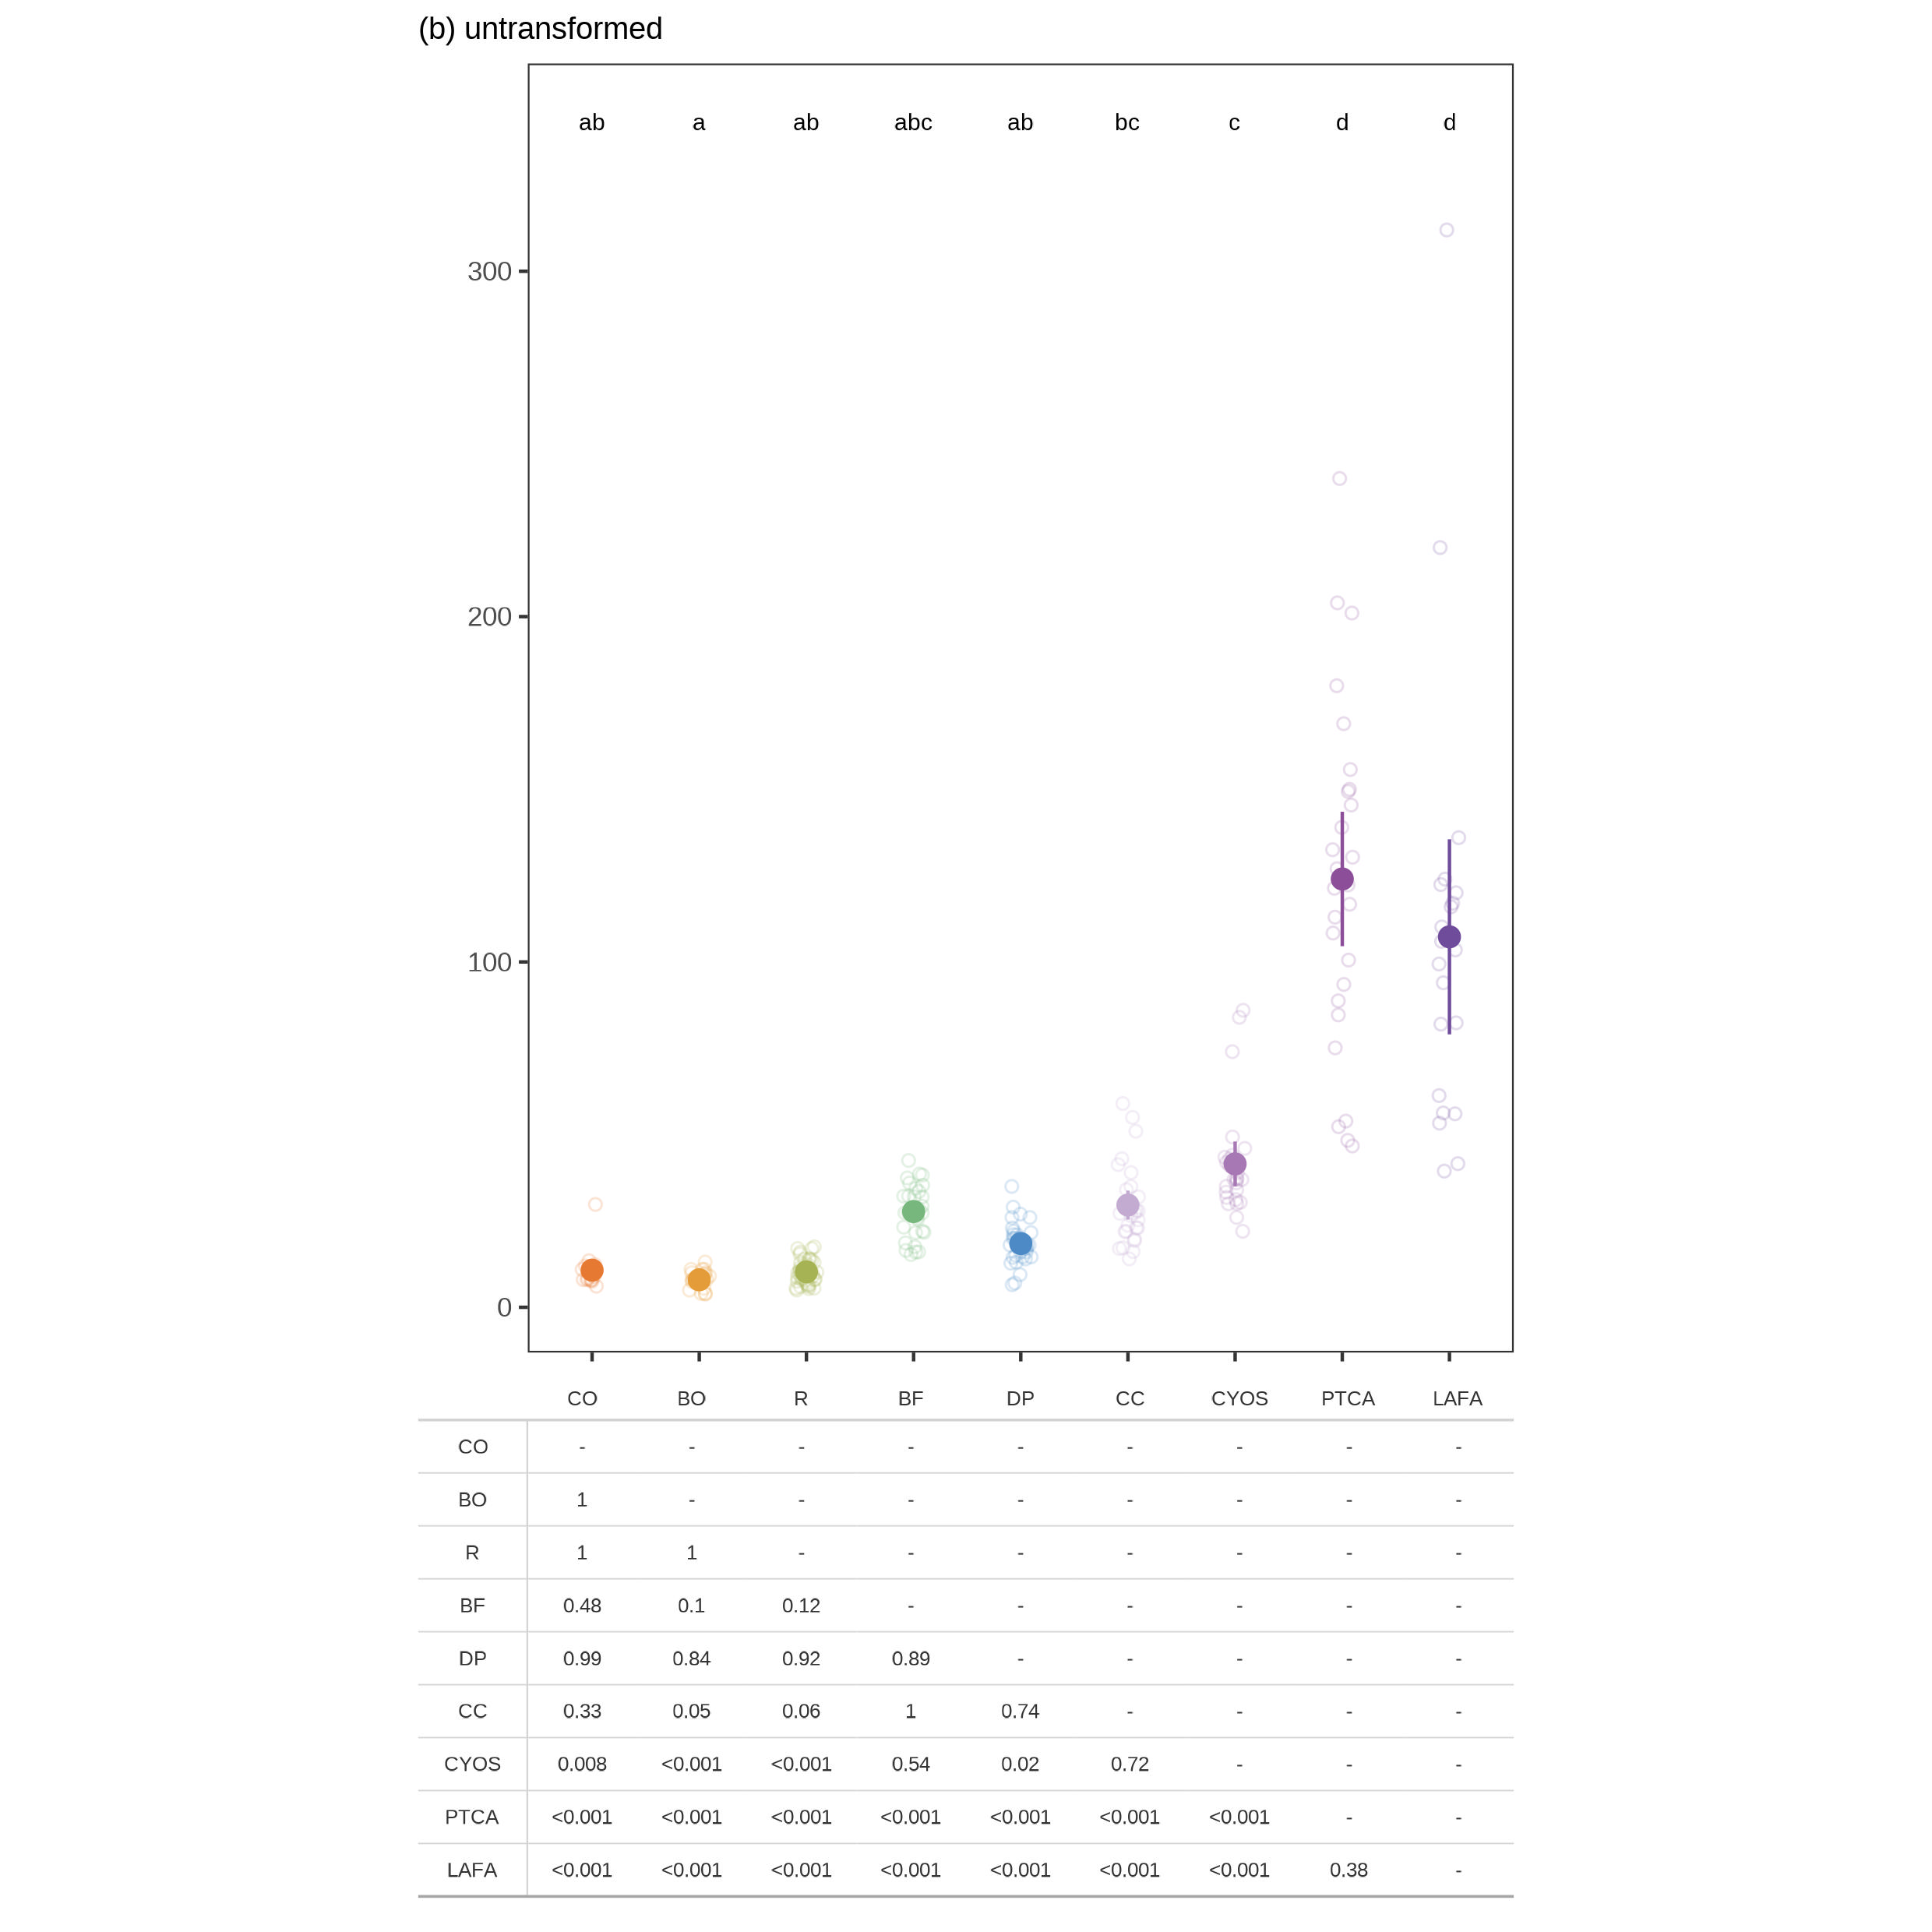 (b) untransformed
ab a ab abc ab bc c d d
300
200
100
0
CO BO R BF DP CC CYOS PTCA LAFA
CO - - - - - - - - -
BO 1 - - - - - - - -
R 1 1 - - - - - - -
BF 0.48 0.1 0.12 - - - - - -
DP 0.99 0.84 0.92 0.89 - - - - -
CC 0.33 0.05 0.06 1 0.74 - - - -
CYOS 0.008 <0.001 <0.001 0.54 0.02 0.72 - - -
PTCA <0.001 <0.001 <0.001 <0.001 <0.001 <0.001 <0.001 - -
LAFA <0.001 <0.001 <0.001 <0.001 <0.001 <0.001 <0.001 0.38 -